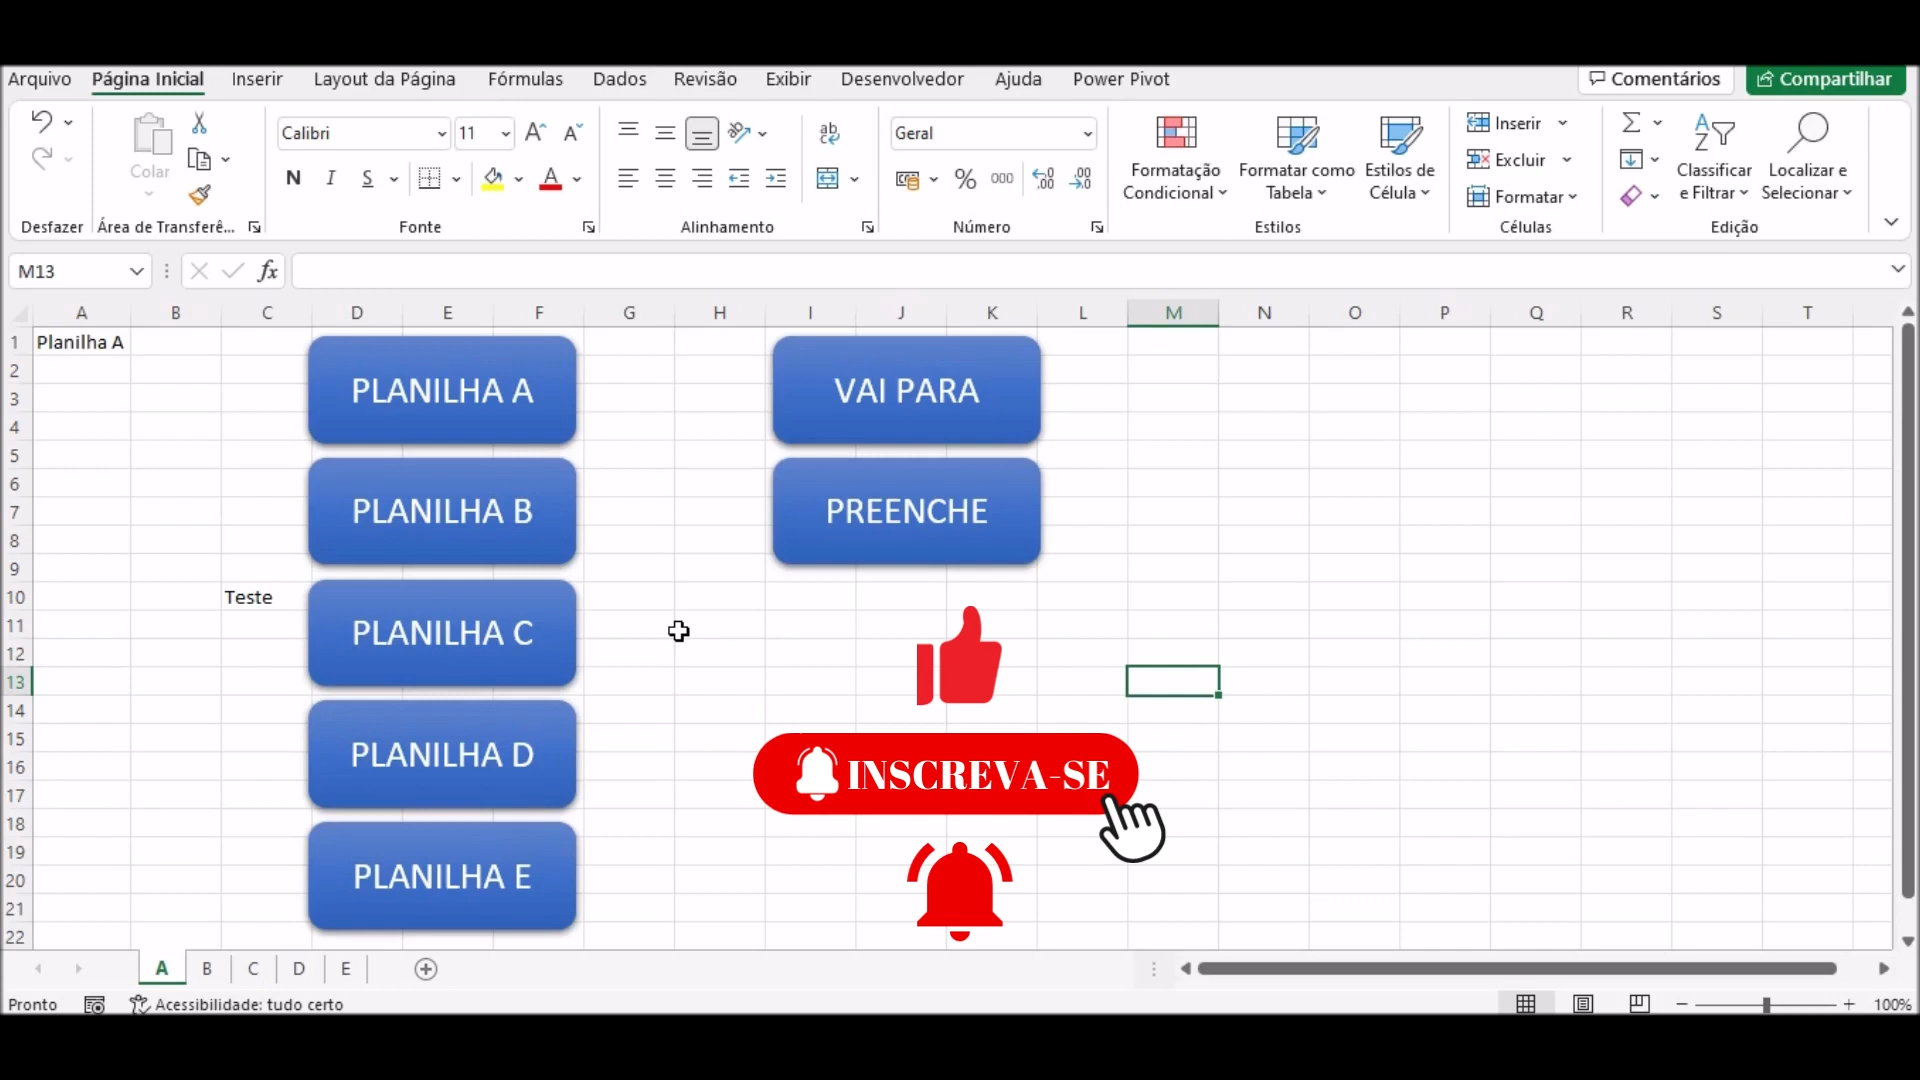 Arquivo Página Inicial Inserir Layout da Página Fórmulas Dados Revisão Exibir Desenvolvedor Ajuda Power Pivot Comentários Compartilhar
Colar
Calibri 11
N I S
ab
Geral
% 000
Formatação Condicional
Formatar como Tabela
Estilos de Célula
Inserir
Excluir
Formatar
Classificar e Filtrar
Localizar e Selecionar
Desfazer Área de Transferê... Fonte Alinhamento Número Estilos Células Edição
M13 fx
A B C D E F G H I J K L M N O P Q R S T
1 Planilha A
2
3
4
5
6
7
8
9
10 Teste
11
12
13
14
15
16
17
18
19
20
21
22
PLANILHA A
PLANILHA B
PLANILHA C
PLANILHA D
PLANILHA E
VAI PARA
PREENCHE
INSCREVA-SE
A B C D E
Pronto Acessibilidade: tudo certo 100%